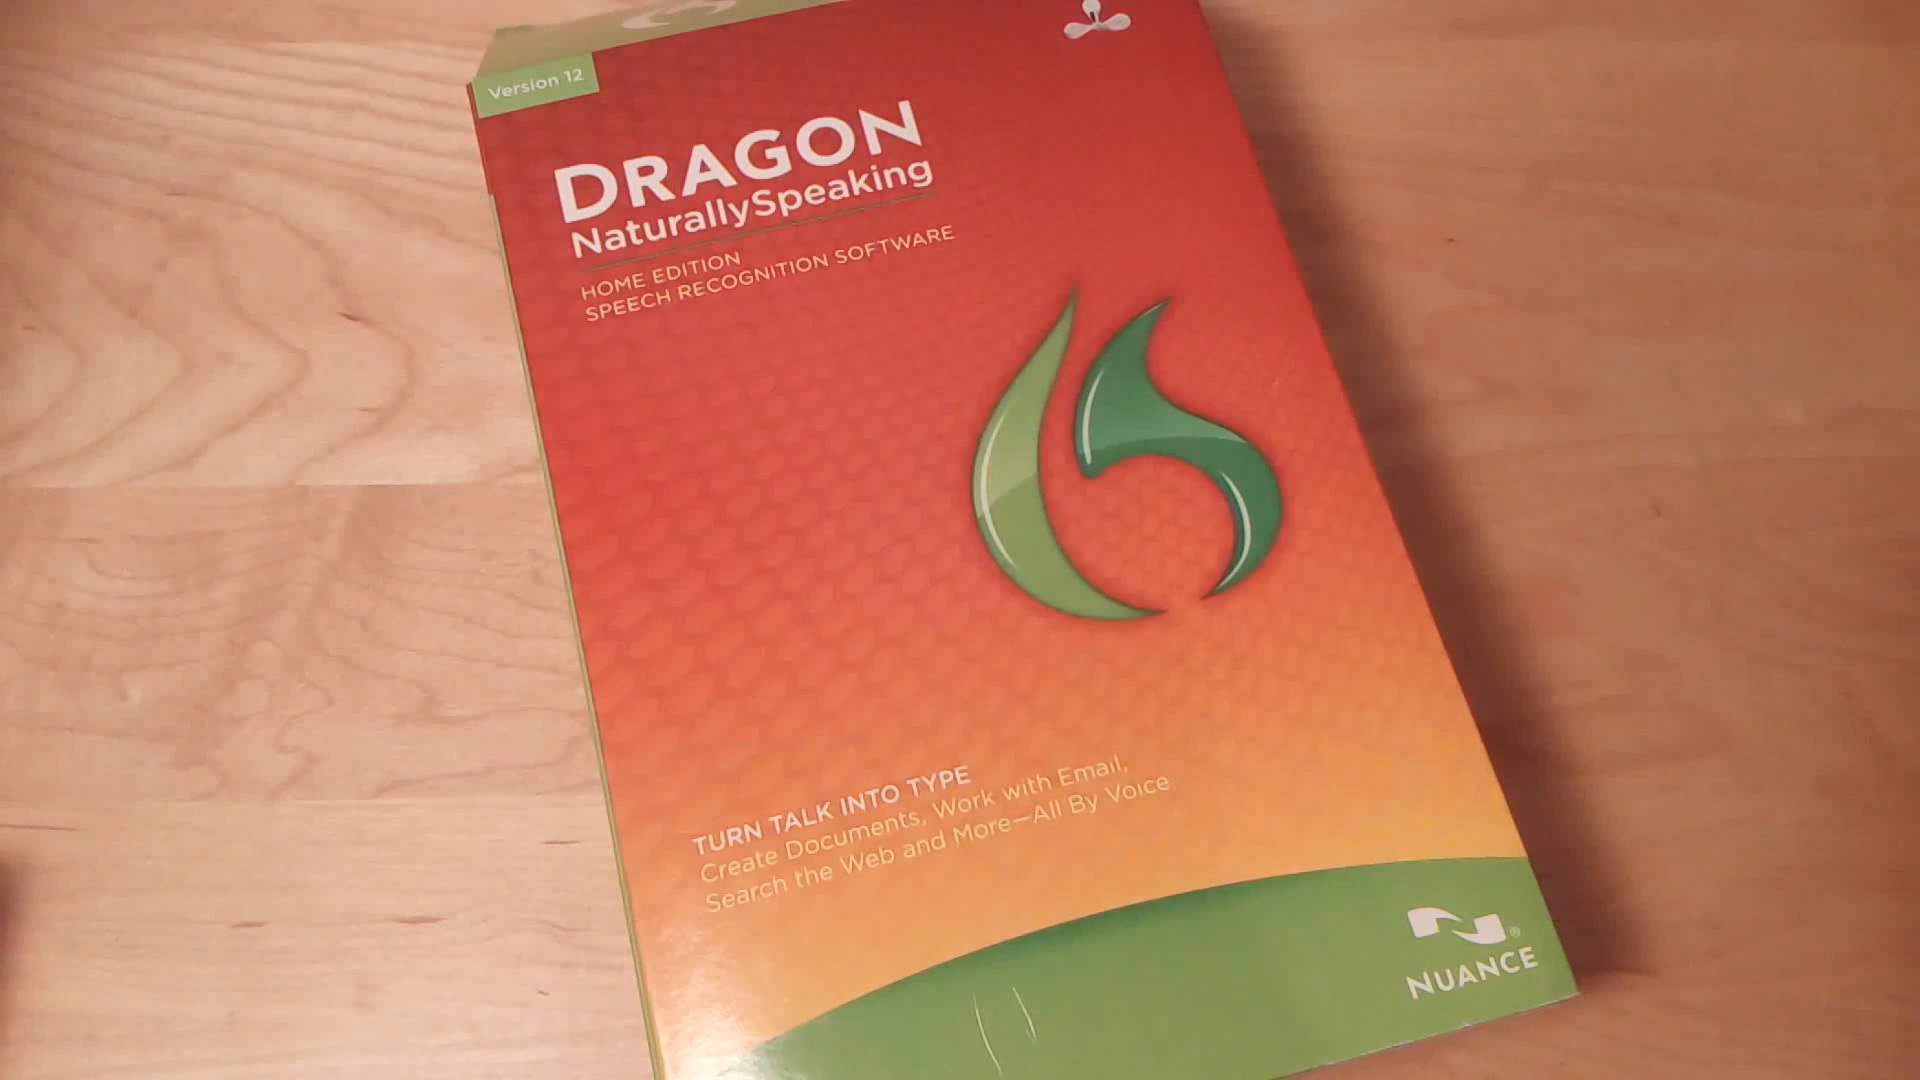 Version 12
DRAGON
NaturallySpeaking
HOME EDITION
SPEECH RECOGNITION SOFTWARE
TURN TALK INTO TYPE
Create Documents, Work with Email,
Search the Web and More—All By Voice
®
NUANCE